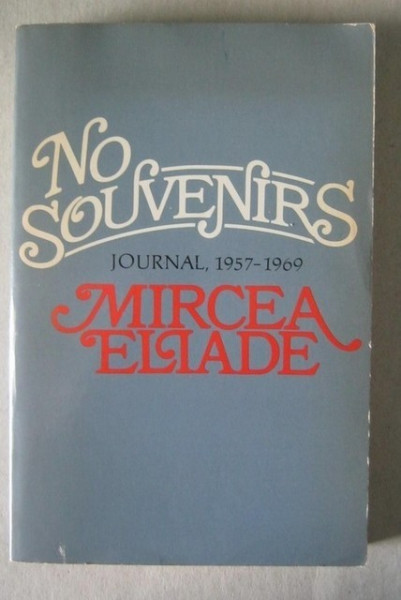 NO
SOUVENIRS
JOURNAL, 1957-1969
MIRCEA
ELIADE